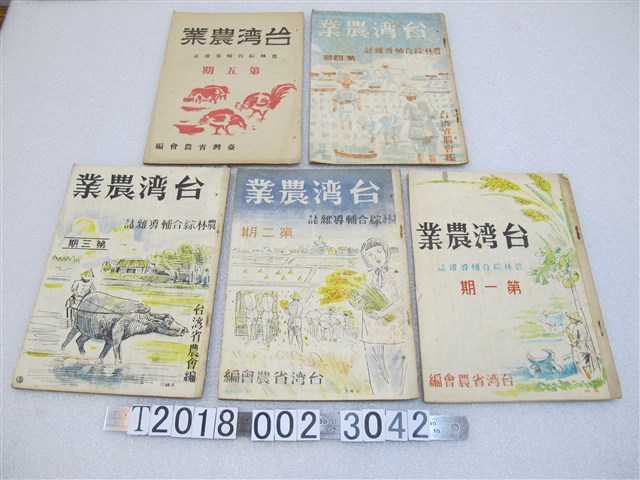 台湾農業
農林綜合輔導雜誌
第五期
臺灣省農會編
台湾農業
農林綜合輔導雜誌
第四期
台湾省農會編
台湾農業
農林綜合輔導雜誌
第三期
台湾省農會編
台湾農業
林綜合輔導雜誌
第二期
台湾省農會編
台湾農業
農林綜合輔導雜誌
第一期
台湾省農會編
T2018 002 3042